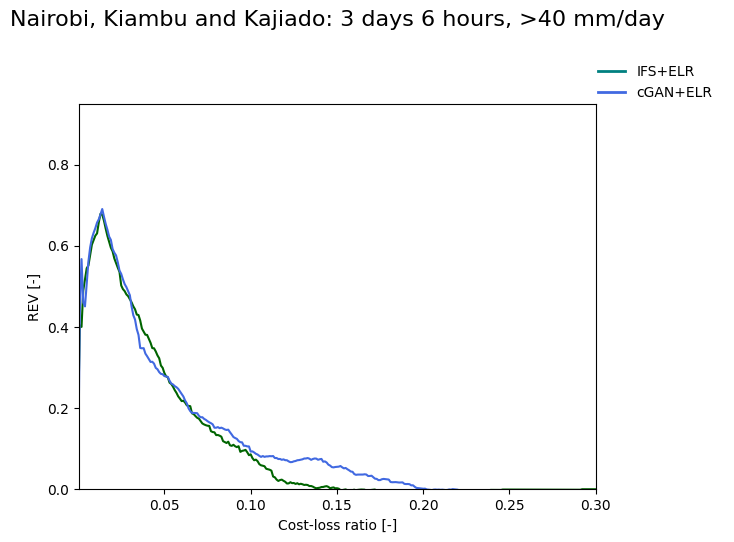 Nairobi, Kiambu and Kajiado: 3 days 6 hours, >40 mm/day
IFS+ELR
cGAN+ELR
0.8
0.6
0.4
0.2
0.0
REV [-]
0.05 0.10 0.15 0.20 0.25 0.30
Cost-loss ratio [-]